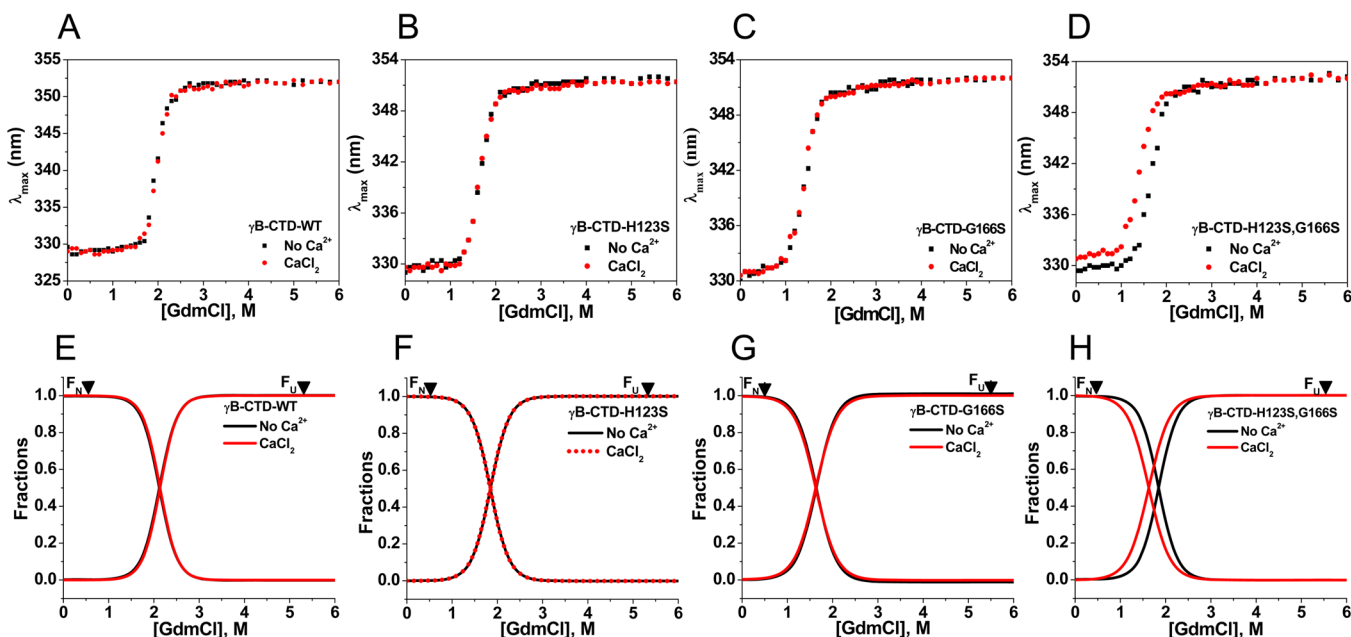 A
355
350
345
340
335
330
325
λmax (nm)
γB-CTD-WT
No Ca2+
CaCl2
0 1 2 3 4 5 6
[GdmCl], M
B
354
348
342
336
330
λmax (nm)
γB-CTD-H123S
No Ca2+
CaCl2
0 1 2 3 4 5 6
[GdmCl], M
C
354
348
342
336
330
λmax (nm)
γB-CTD-G166S
No Ca2+
CaCl2
0 1 2 3 4 5 6
[GdmCl], M
D
354
348
342
336
330
λmax (nm)
γB-CTD-H123S,G166S
No Ca2+
CaCl2
0 1 2 3 4 5 6
[GdmCl], M
E
FN FU
1.0
0.8
0.6
0.4
0.2
0.0
Fractions
γB-CTD-WT
No Ca2+
CaCl2
0 1 2 3 4 5 6
[GdmCl], M
F
FN FU
1.0
0.8
0.6
0.4
0.2
0.0
Fractions
γB-CTD-H123S
No Ca2+
CaCl2
0 1 2 3 4 5 6
[GdmCl], M
G
FN FU
1.0
0.8
0.6
0.4
0.2
0.0
Fractions
γB-CTD-G166S
No Ca2+
CaCl2
0 1 2 3 4 5 6
[GdmCl], M
H
FN FU
1.0
0.8
0.6
0.4
0.2
0.0
Fractions
γB-CTD-H123S,G166S
No Ca2+
CaCl2
0 1 2 3 4 5 6
[GdmCl], M